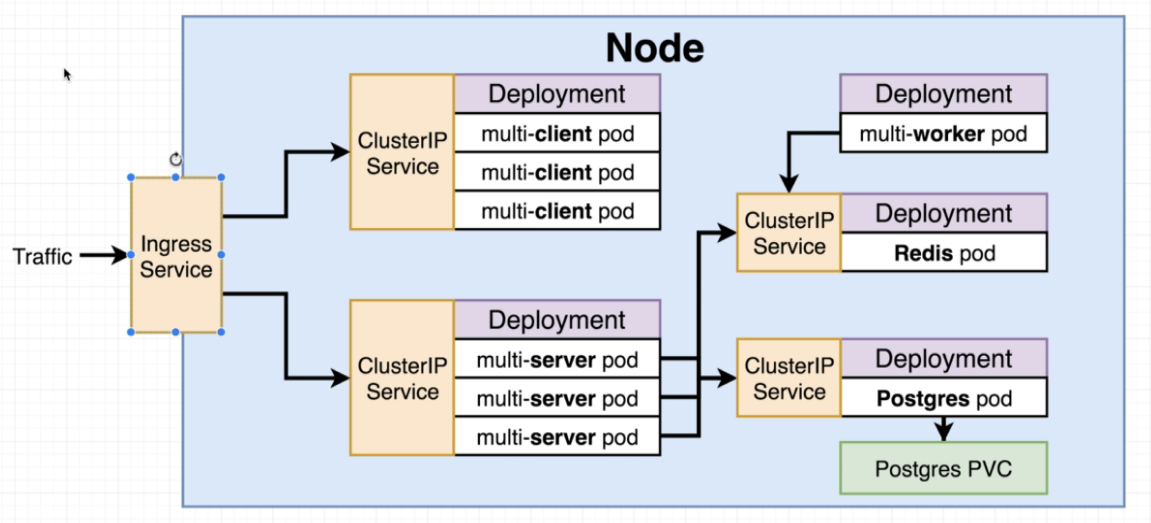 Node
Traffic
Ingress
Service
ClusterIP
Service
Deployment
multi-client pod
multi-client pod
multi-client pod
ClusterIP
Service
Deployment
multi-server pod
multi-server pod
multi-server pod
Deployment
multi-worker pod
ClusterIP
Service
Deployment
Redis pod
ClusterIP
Service
Deployment
Postgres pod
Postgres PVC